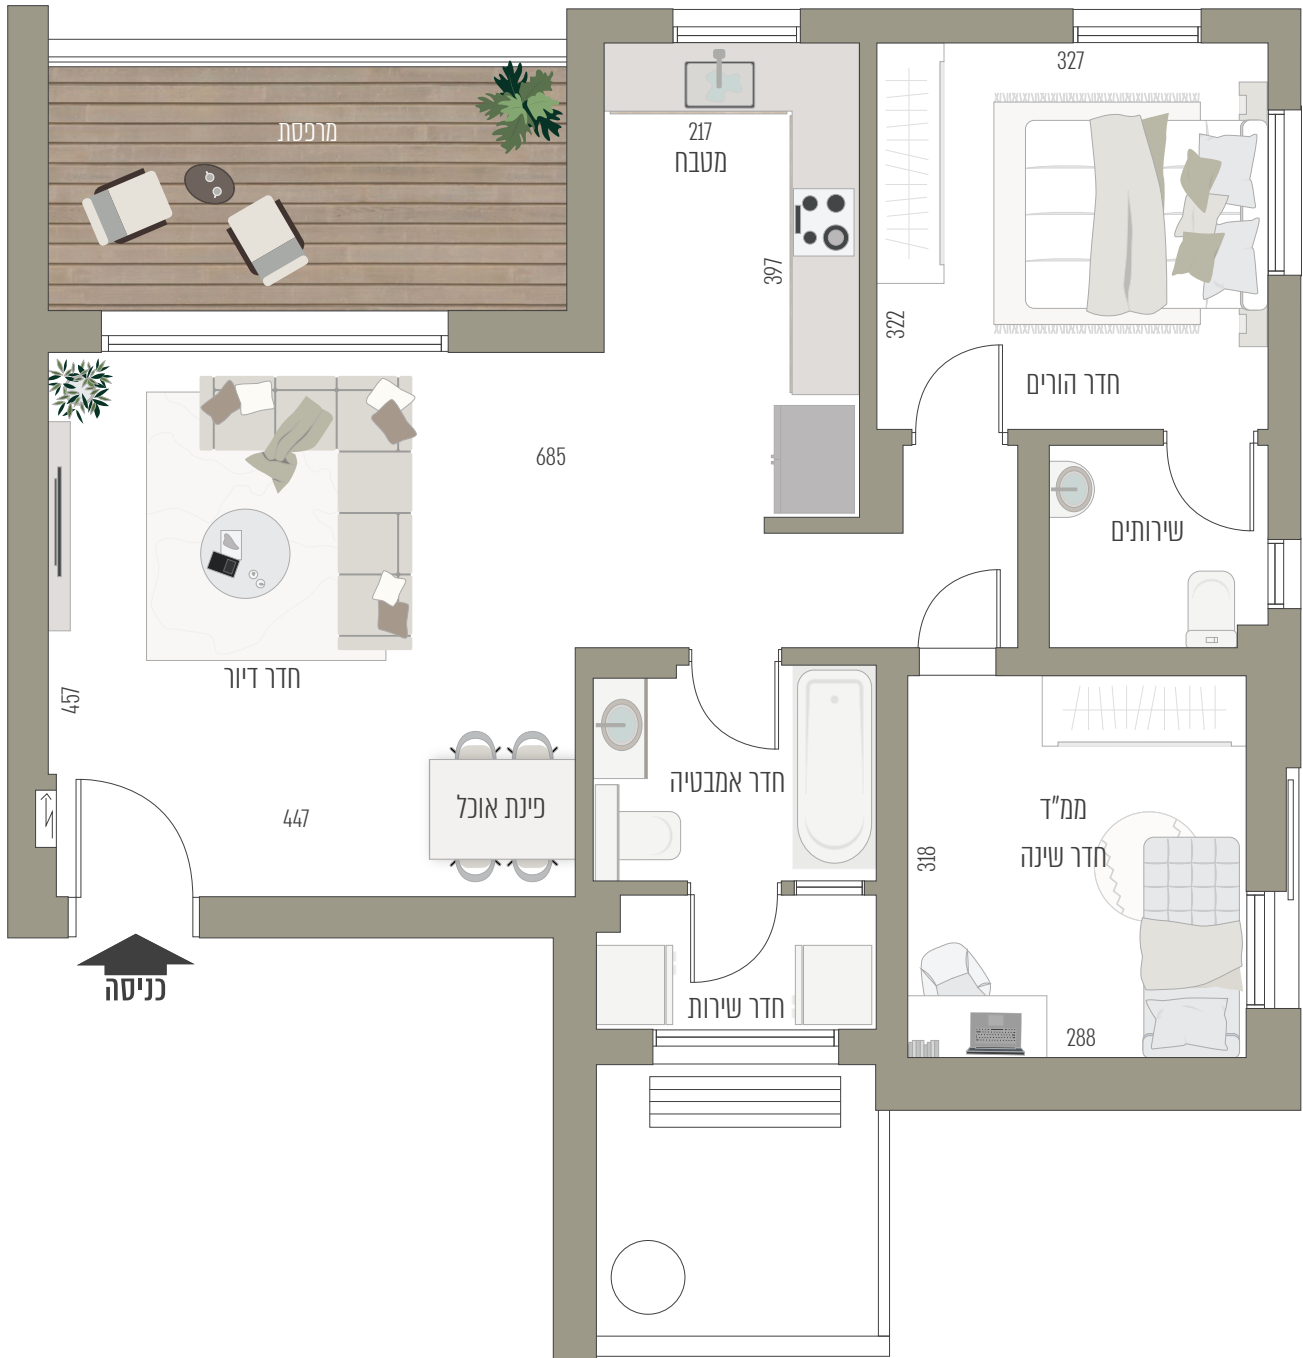 327
מרפסת
217
מטבח
397
322
חדר הורים
685
שירותים
חדר דיור
457
חדר אמבטיה
ממ"ד
חדר שינה
פינת אוכל
447
318
כניסה
חדר שירות
288